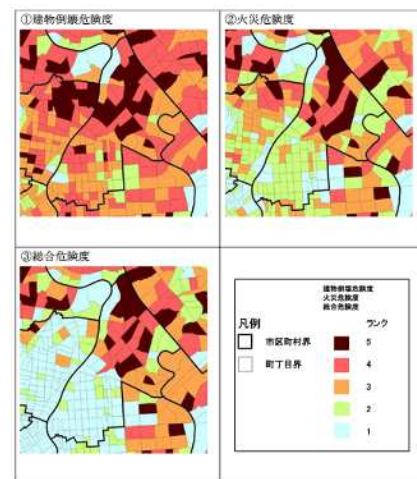 ①建物倒壊危険度
②火災危険度
③総合危険度
建物倒壊危険度
火災危険度
総合危険度
凡例
ランク
市区町村界
町丁目界
5
4
3
2
1